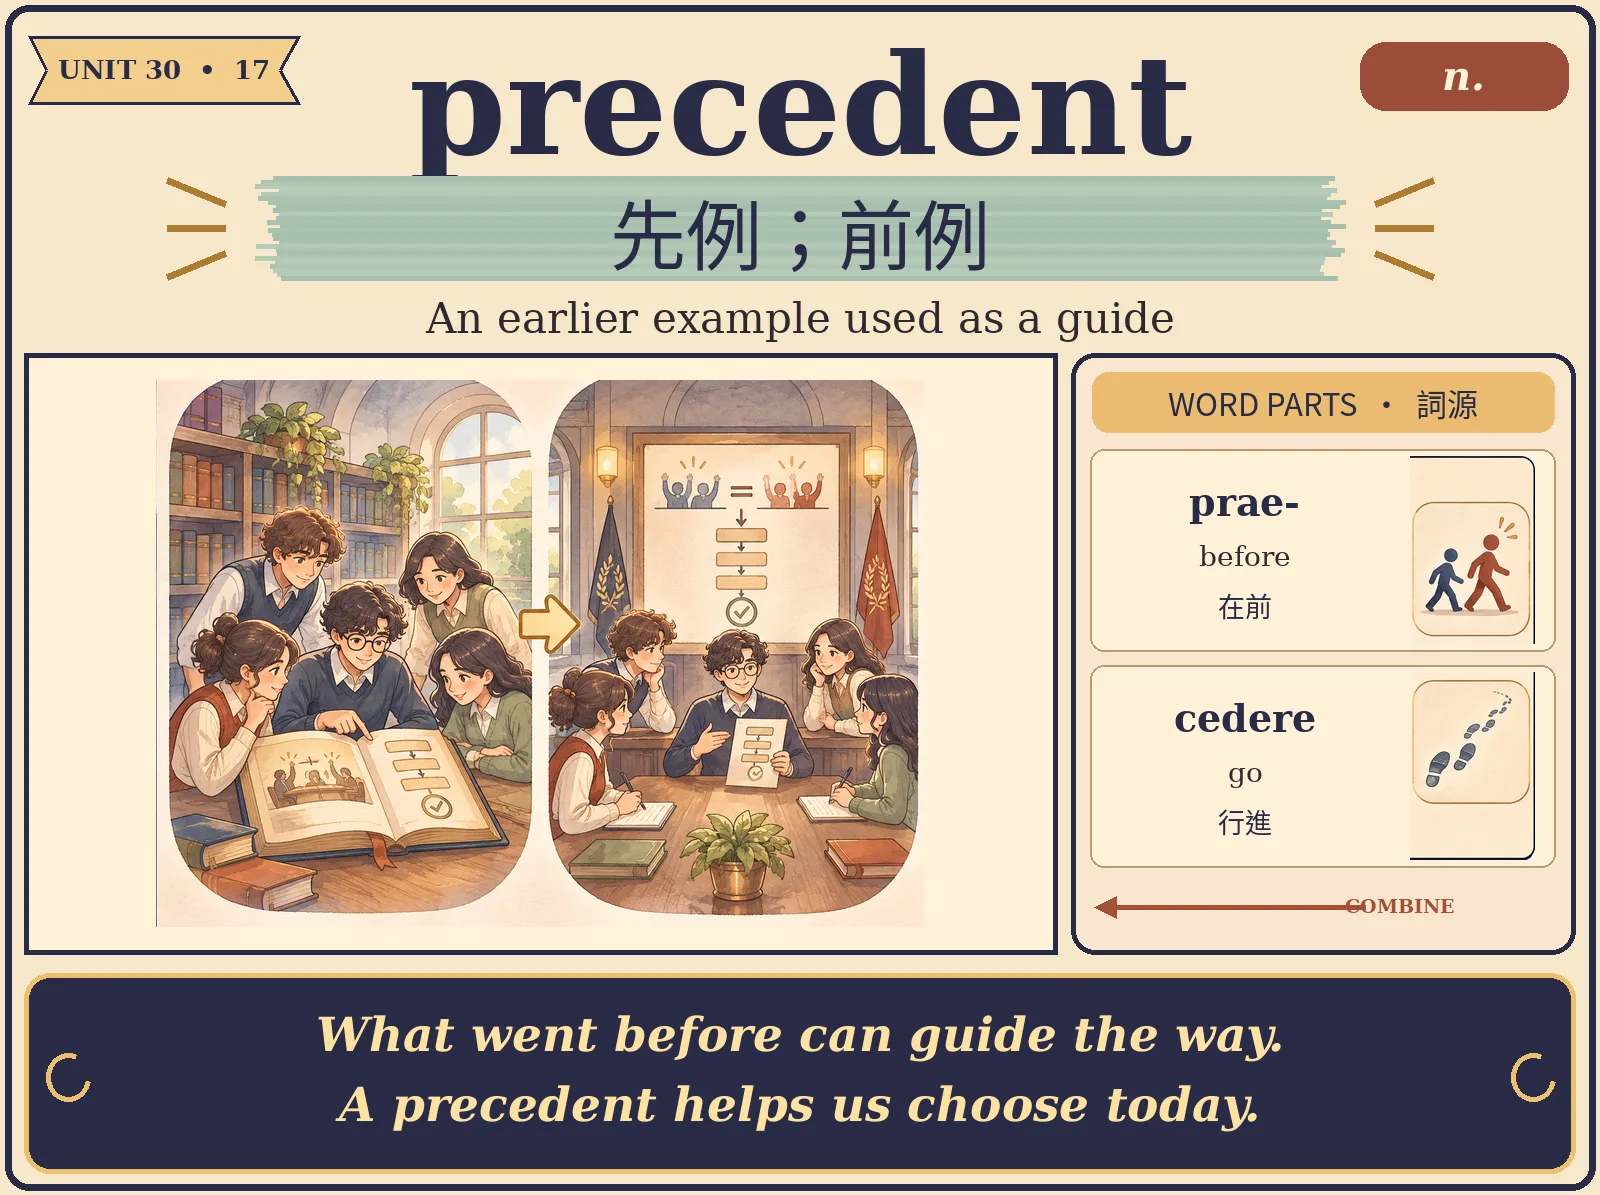 UNIT 30 • 17
precedent
n.
先例；前例
An earlier example used as a guide
WORD PARTS • 詞源
prae-
before
在前
cedere
go
行進
COMBINE
What went before can guide the way.
A precedent helps us choose today.